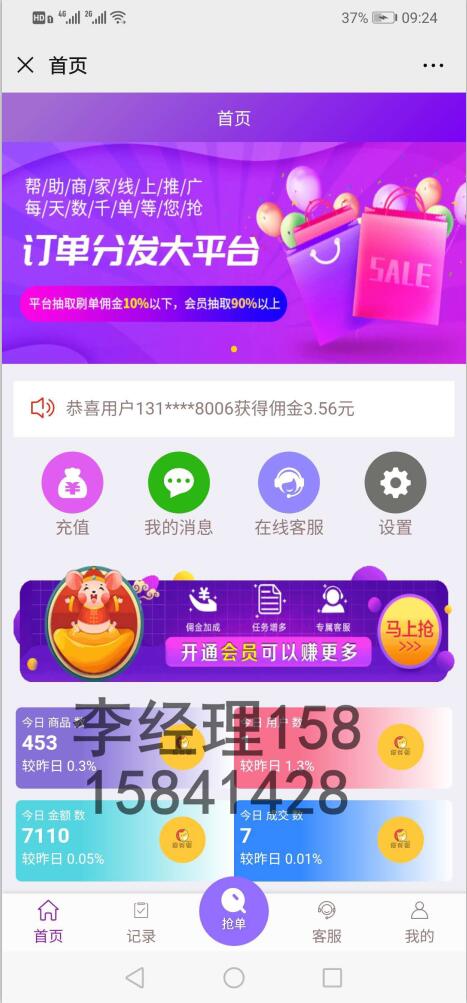 HD 4G 2G 37% 09:24
首页
首页
帮/助/商/家/线/上/推/广
每/天/数/千/单/等/您/抢
订单分发大平台
平台抽取刷单佣金10%以下，会员抽取90%以上
SALE
恭喜用户131****8006获得佣金3.56元
充值 我的消息 在线客服 设置
佣金加成 任务增多 专属客服
开通会员可以赚更多
马上抢
>>>
李经理158
15841428
今日 商品 数
453
较昨日 0.3%
今日 用户 数
较昨日 1.3%
今日 金额 数
7110
较昨日 0.05%
今日 成交 数
7
较昨日 0.01%
首页 记录 抢单 客服 我的